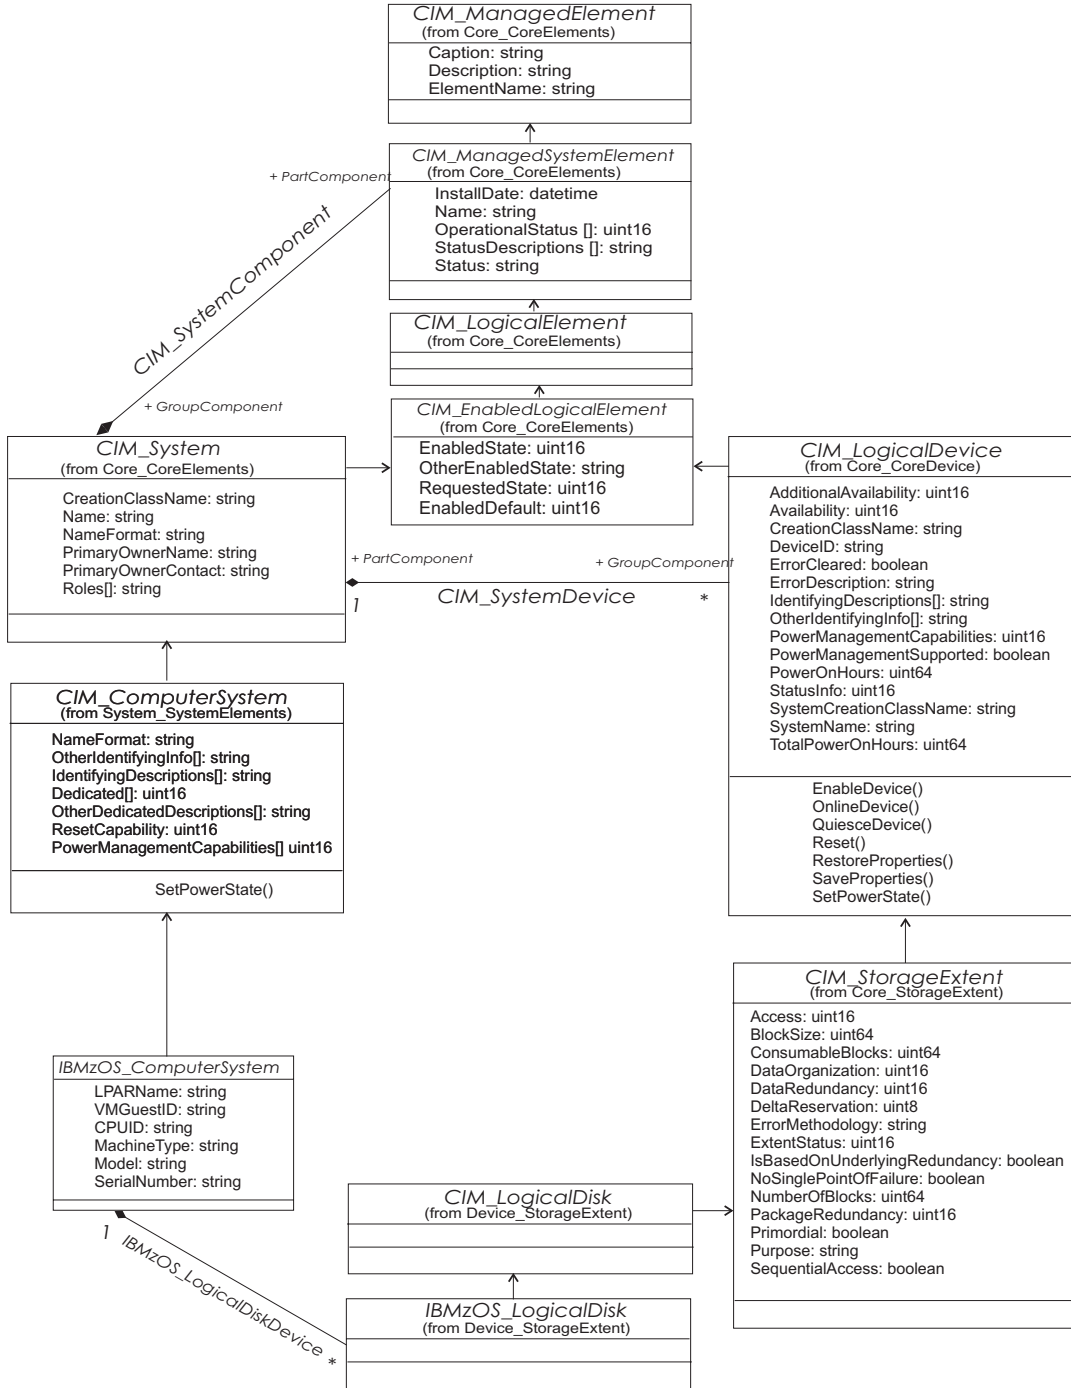 CIM_ManagedElement
(from Core_CoreElements)
Caption: string
Description: string
ElementName: string
CIM_ManagedSystemElement
(from Core_CoreElements)
InstallDate: datetime
Name: string
OperationalStatus []: uint16
StatusDescriptions []: string
Status: string
+ PartComponent
CIM_SystemComponent
+ GroupComponent
CIM_LogicalElement
(from Core_CoreElements)
CIM_EnabledLogicalElement
(from Core_CoreElements)
EnabledState: uint16
OtherEnabledState: string
RequestedState: uint16
EnabledDefault: uint16
CIM_System
(from Core_CoreElements)
CreationClassName: string
Name: string
NameFormat: string
PrimaryOwnerName: string
PrimaryOwnerContact: string
Roles[]: string
+ PartComponent
+ GroupComponent
1
CIM_SystemDevice
*
CIM_LogicalDevice
(from Core_CoreDevice)
AdditionalAvailability: uint16
Availability: uint16
CreationClassName: string
DeviceID: string
ErrorCleared: boolean
ErrorDescription: string
IdentifyingDescriptions[]: string
OtherIdentifyingInfo[]: string
PowerManagementCapabilities: uint16
PowerManagementSupported: boolean
PowerOnHours: uint64
StatusInfo: uint16
SystemCreationClassName: string
SystemName: string
TotalPowerOnHours: uint64
EnableDevice()
OnlineDevice()
QuiesceDevice()
Reset()
RestoreProperties()
SaveProperties()
SetPowerState()
CIM_ComputerSystem
(from System_SystemElements)
NameFormat: string
OtherIdentifyingInfo[]: string
IdentifyingDescriptions[]: string
Dedicated[]: uint16
OtherDedicatedDescriptions[]: string
ResetCapability: uint16
PowerManagementCapabilities[] uint16
SetPowerState()
CIM_StorageExtent
(from Core_StorageExtent)
Access: uint16
BlockSize: uint64
ConsumableBlocks: uint64
DataOrganization: uint16
DataRedundancy: uint16
DeltaReservation: uint8
ErrorMethodology: string
ExtentStatus: uint16
IsBasedOnUnderlyingRedundancy: boolean
NoSinglePointOfFailure: boolean
NumberOfBlocks: uint64
PackageRedundancy: uint16
Primordial: boolean
Purpose: string
SequentialAccess: boolean
IBMzOS_ComputerSystem
LPARName: string
VMGuestID: string
CPUID: string
MachineType: string
Model: string
SerialNumber: string
1
IBMzOS_LogicalDiskDevice
*
CIM_LogicalDisk
(from Device_StorageExtent)
IBMzOS_LogicalDisk
(from Device_StorageExtent)